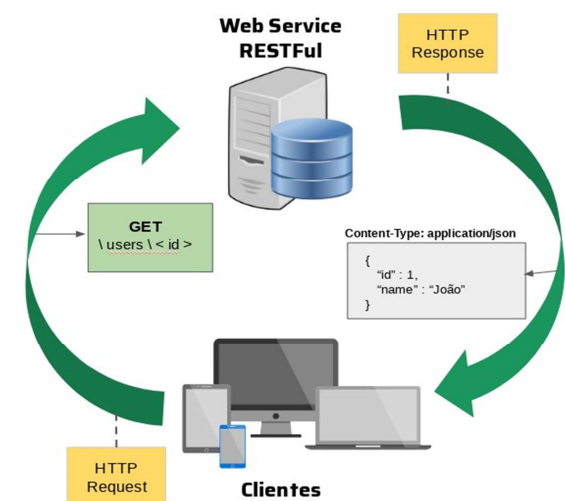 Web Service
RESTFul
HTTP
Response
GET
\ users \ < id >
Content-Type: application/json
{
“id” : 1,
“name” : “João”
}
HTTP
Request
Clientes